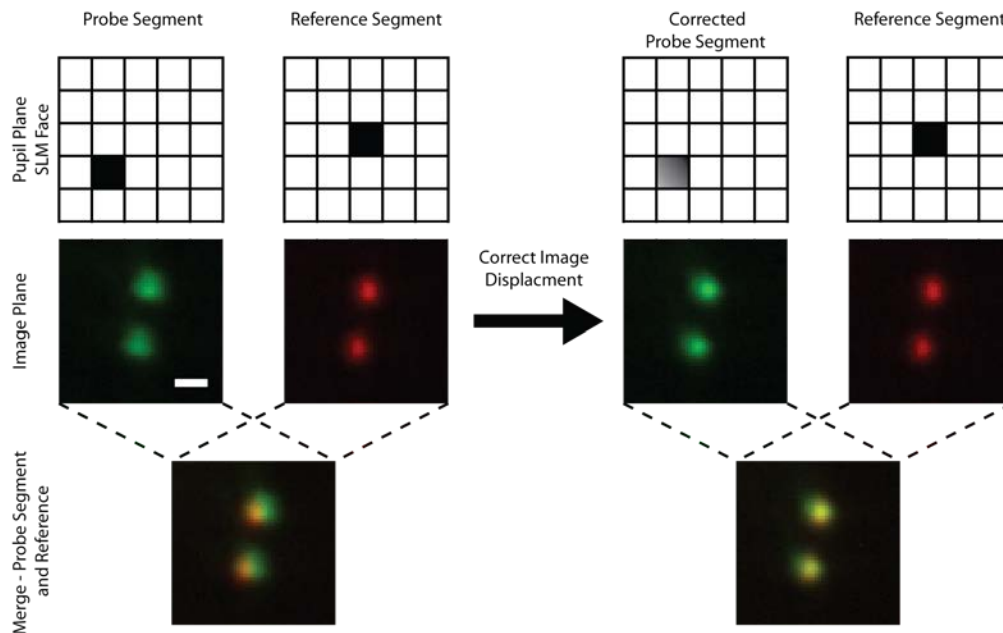 Probe Segment
Reference Segment
Corrected
Probe Segment
Reference Segment
Pupil Plane
SLM Face
Image Plane
Correct Image
Displacment
Merge - Probe Segment
and Reference